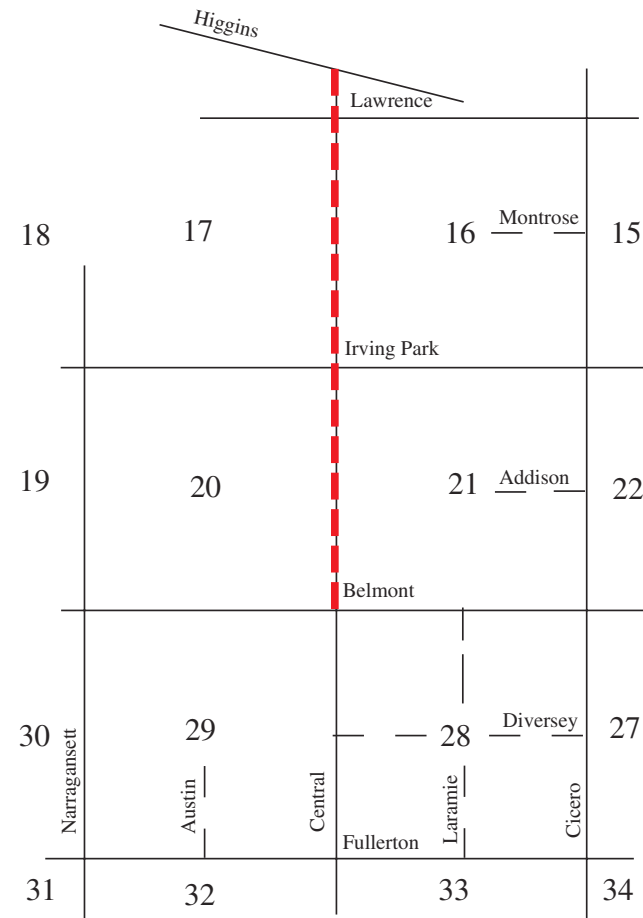 Higgins
Lawrence
18
17
16
Montrose
15
Irving Park
19
20
21
Addison
22
Belmont
30
Narragansett
29
Austin
Central
28
Laramie
Diversey
Cicero
27
Fullerton
31
32
33
34